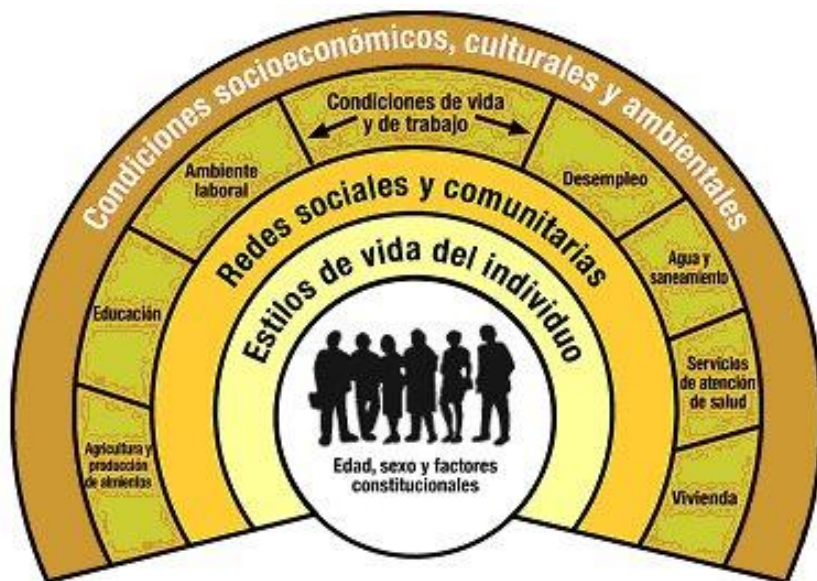 Condiciones socioeconómicos, culturales y ambientales
Condiciones de vida
y de trabajo
Ambiente
laboral
Desempleo
Educación
Agua y
saneamiento
Agricultura y
producción
de alimientos
Servicios
de atención
de salud
Vivienda
Redes sociales y comunitarias
Estilos de vida del individuo
Edad, sexo y factores
constitucionales